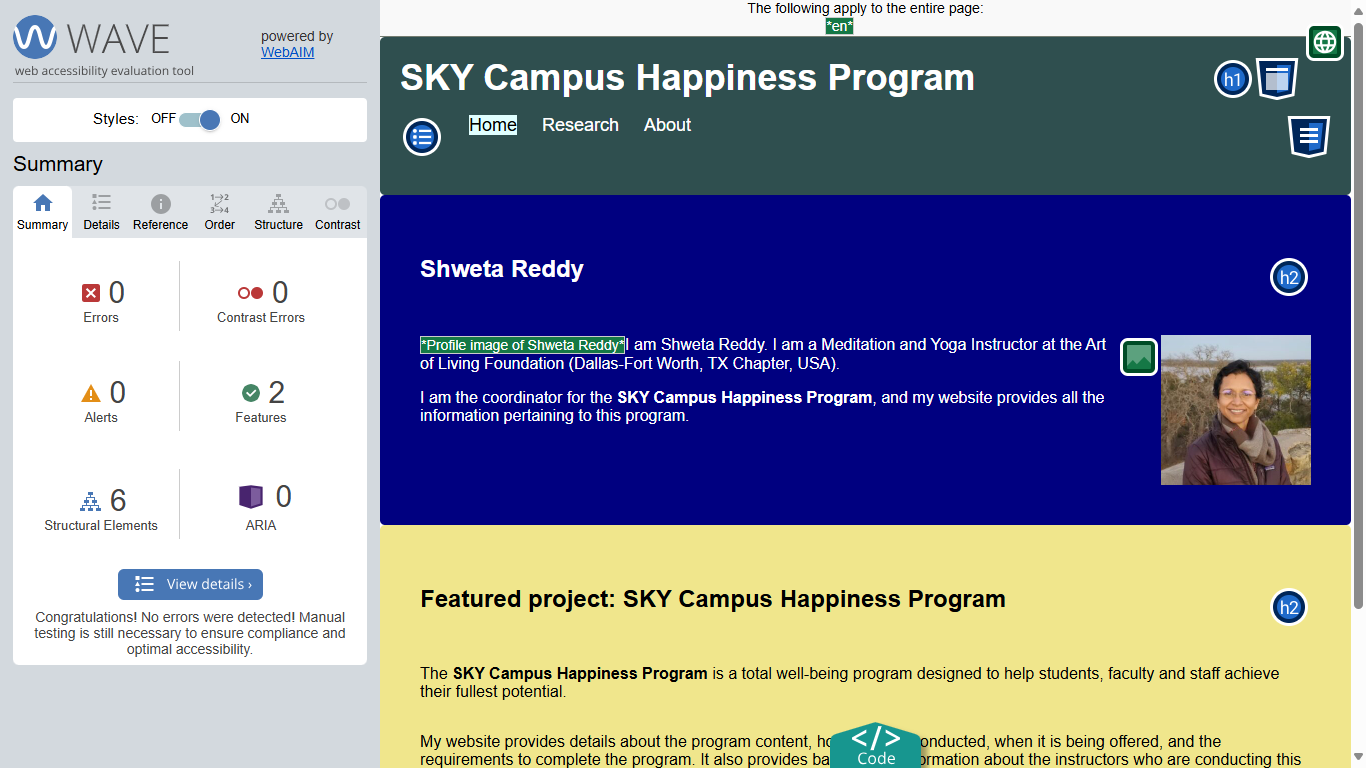 WAVE
powered by
WebAIM
web accessibility evaluation tool
Styles: OFF ON
Summary
Summary Details Reference Order Structure Contrast
0
Errors
0
Contrast Errors
0
Alerts
2
Features
6
Structural Elements
0
ARIA
View details ›
Congratulations! No errors were detected! Manual
testing is still necessary to ensure compliance and
optimal accessibility.
The following apply to the entire page:
*en*
SKY Campus Happiness Program
h1
Home Research About
Shweta Reddy
h2
*Profile image of Shweta Reddy*I am Shweta Reddy. I am a Meditation and Yoga Instructor at the Art
of Living Foundation (Dallas-Fort Worth, TX Chapter, USA).
I am the coordinator for the SKY Campus Happiness Program, and my website provides all the
information pertaining to this program.
Featured project: SKY Campus Happiness Program
h2
The SKY Campus Happiness Program is a total well-being program designed to help students, faculty and staff achieve
their fullest potential.
My website provides details about the program content, onducted, when it is being offered, and the
requirements to complete the program. It also provides ormation about the instructors who are conducting this
</> Code